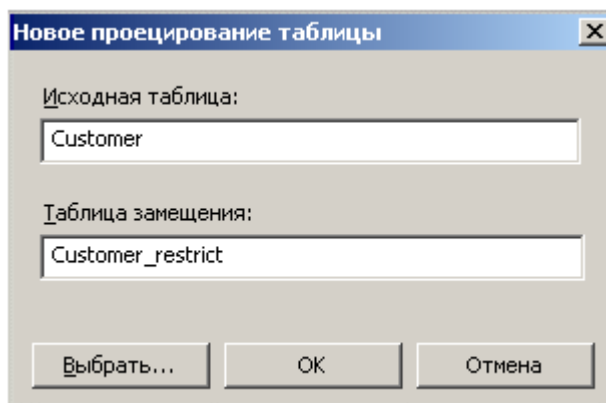 Новое проецирование таблицы
Исходная таблица:
Customer
Таблица замещения:
Customer_restrict
Выбрать... OK Отмена